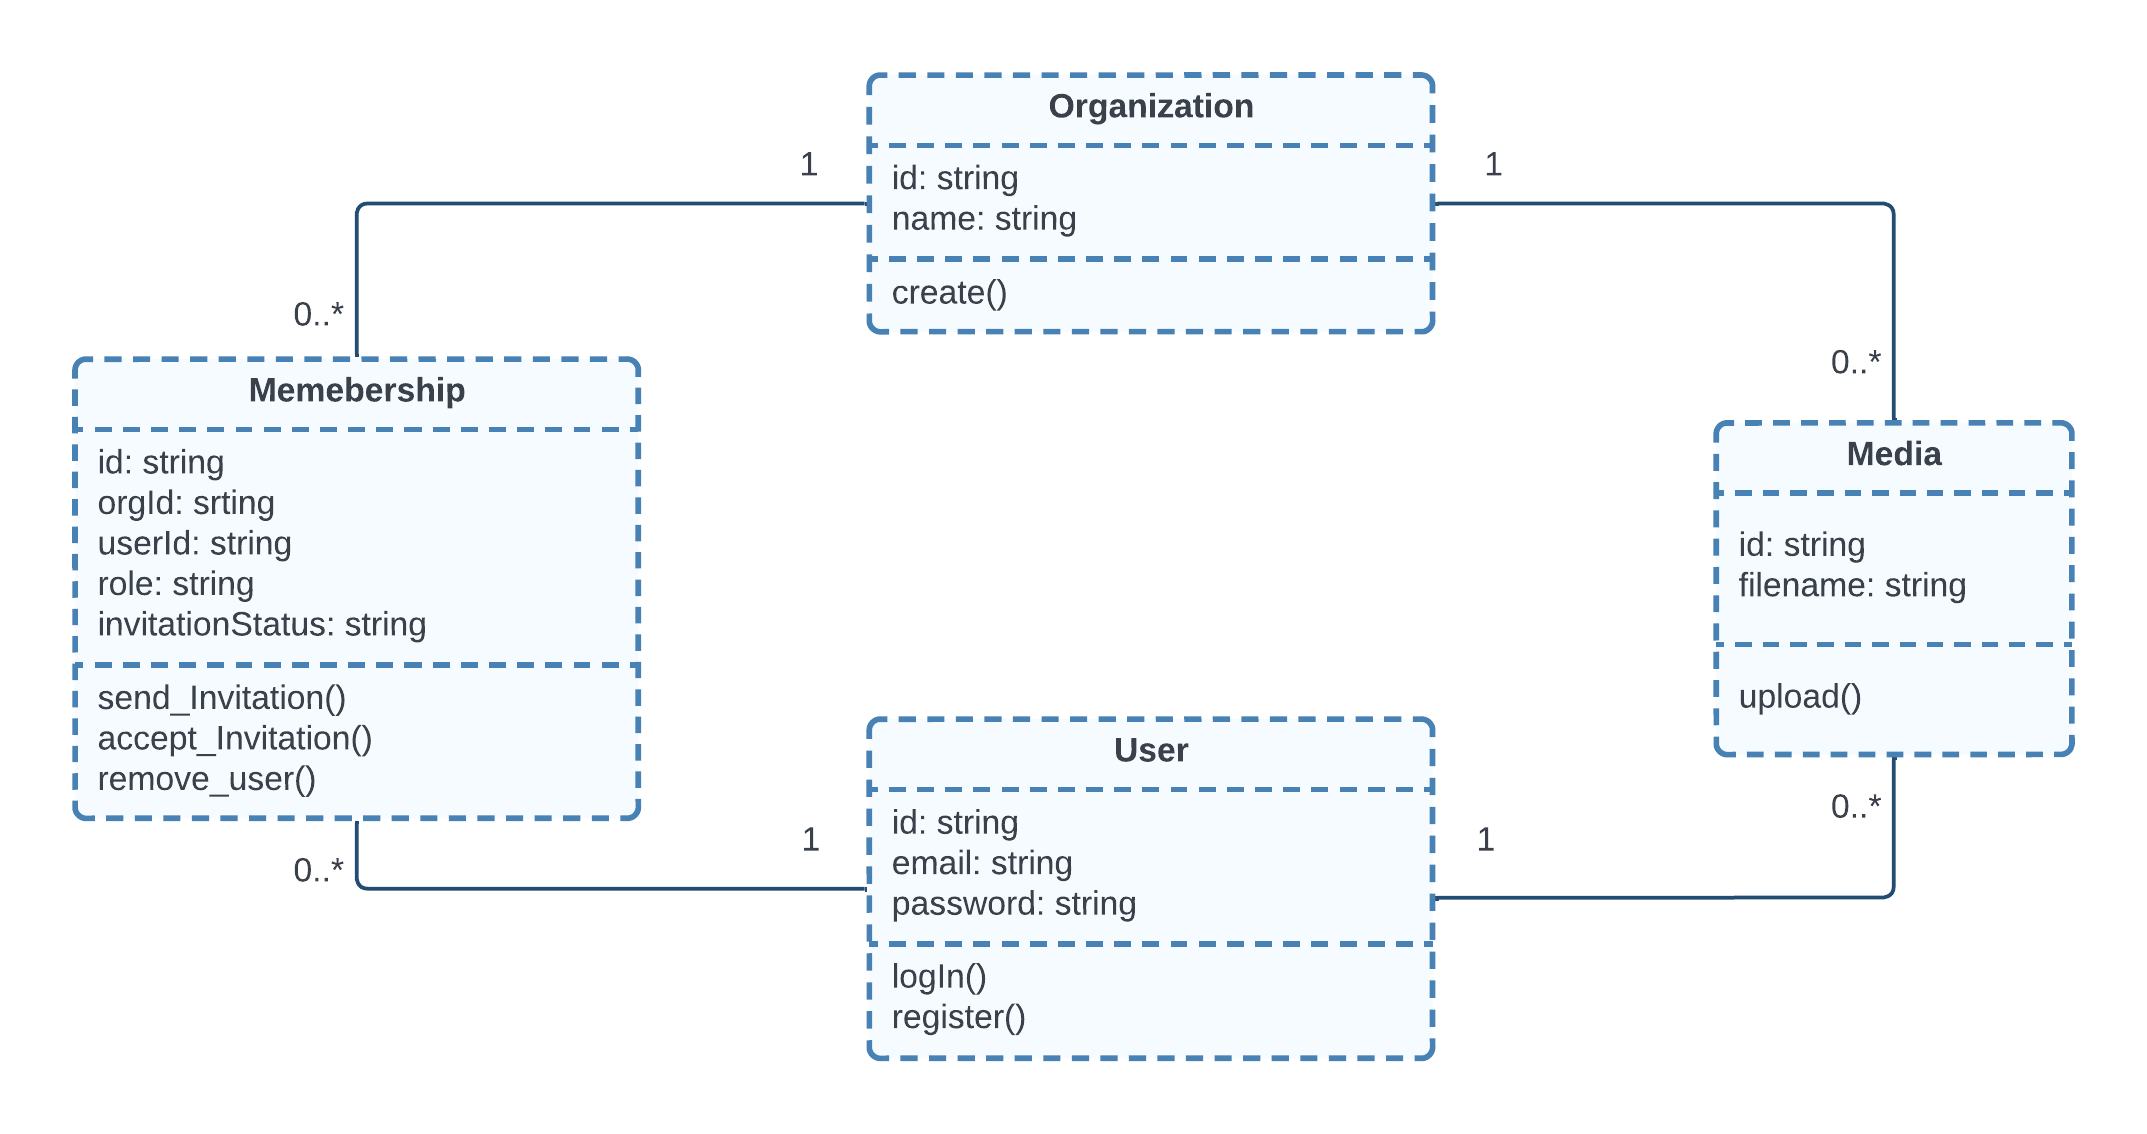 Organization
id: string
name: string
create()
1
1
0..*
0..*
Memebership
id: string
orgId: srting
userId: string
role: string
invitationStatus: string
send_Invitation()
accept_Invitation()
remove_user()
Media
id: string
filename: string
upload()
0..*
0..*
1
1
User
id: string
email: string
password: string
logIn()
register()